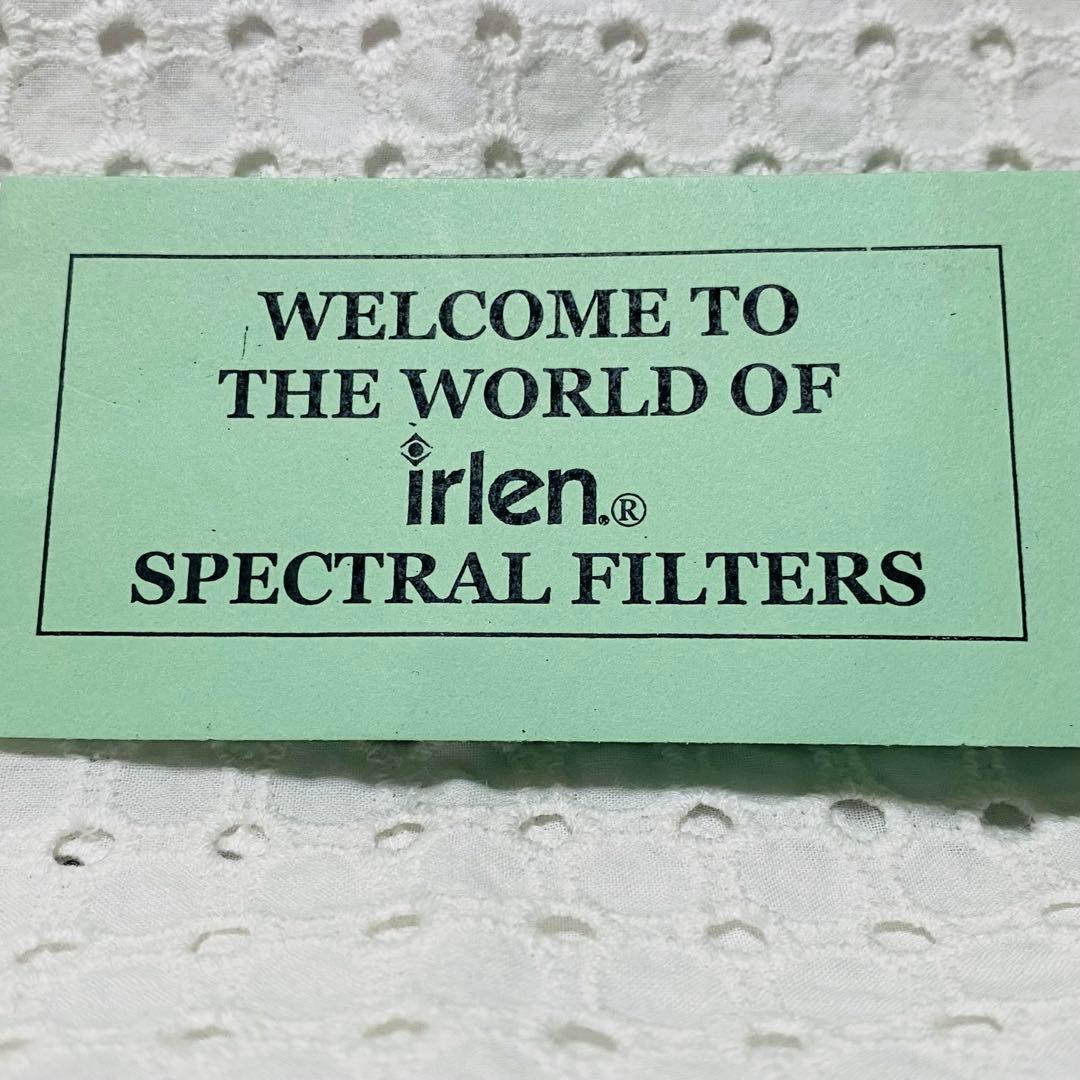 WELCOME TO
THE WORLD OF
irlen.®
SPECTRAL FILTERS